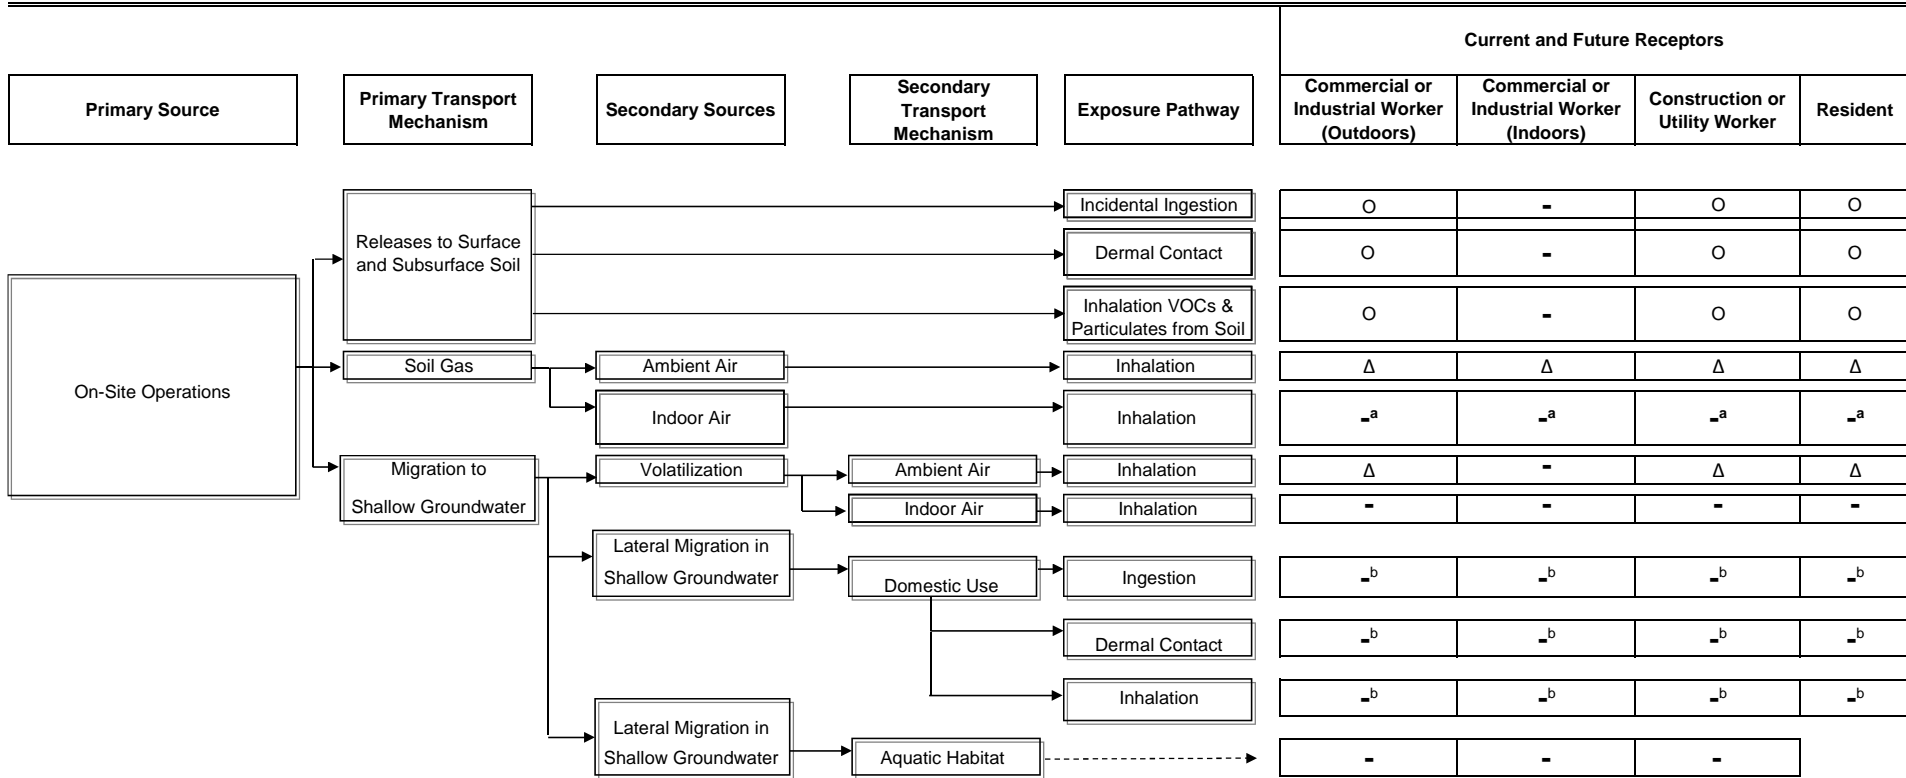 Current and Future Receptors
Primary Source
Primary Transport
Mechanism
Secondary Sources
Secondary
Transport
Mechanism
Exposure Pathway
Commercial or
Industrial Worker
(Outdoors)
Commercial or
Industrial Worker
(Indoors)
Construction or
Utility Worker
Resident
On-Site Operations
Releases to Surface
and Subsurface Soil
Incidental Ingestion
O - O O
Dermal Contact
O - O O
Inhalation VOCs &
Particulates from Soil
O - O O
Soil Gas
Ambient Air
Inhalation
Δ Δ Δ Δ
Indoor Air
Inhalation
-a -a -a -a
Migration to
Shallow Groundwater
Volatilization
Ambient Air
Inhalation
Δ - Δ Δ
Indoor Air
Inhalation
- - - -
Lateral Migration in
Shallow Groundwater
Domestic Use
Ingestion
-b -b -b -b
Dermal Contact
-b -b -b -b
Inhalation
-b -b -b -b
Lateral Migration in
Shallow Groundwater
Aquatic Habitat
- - -